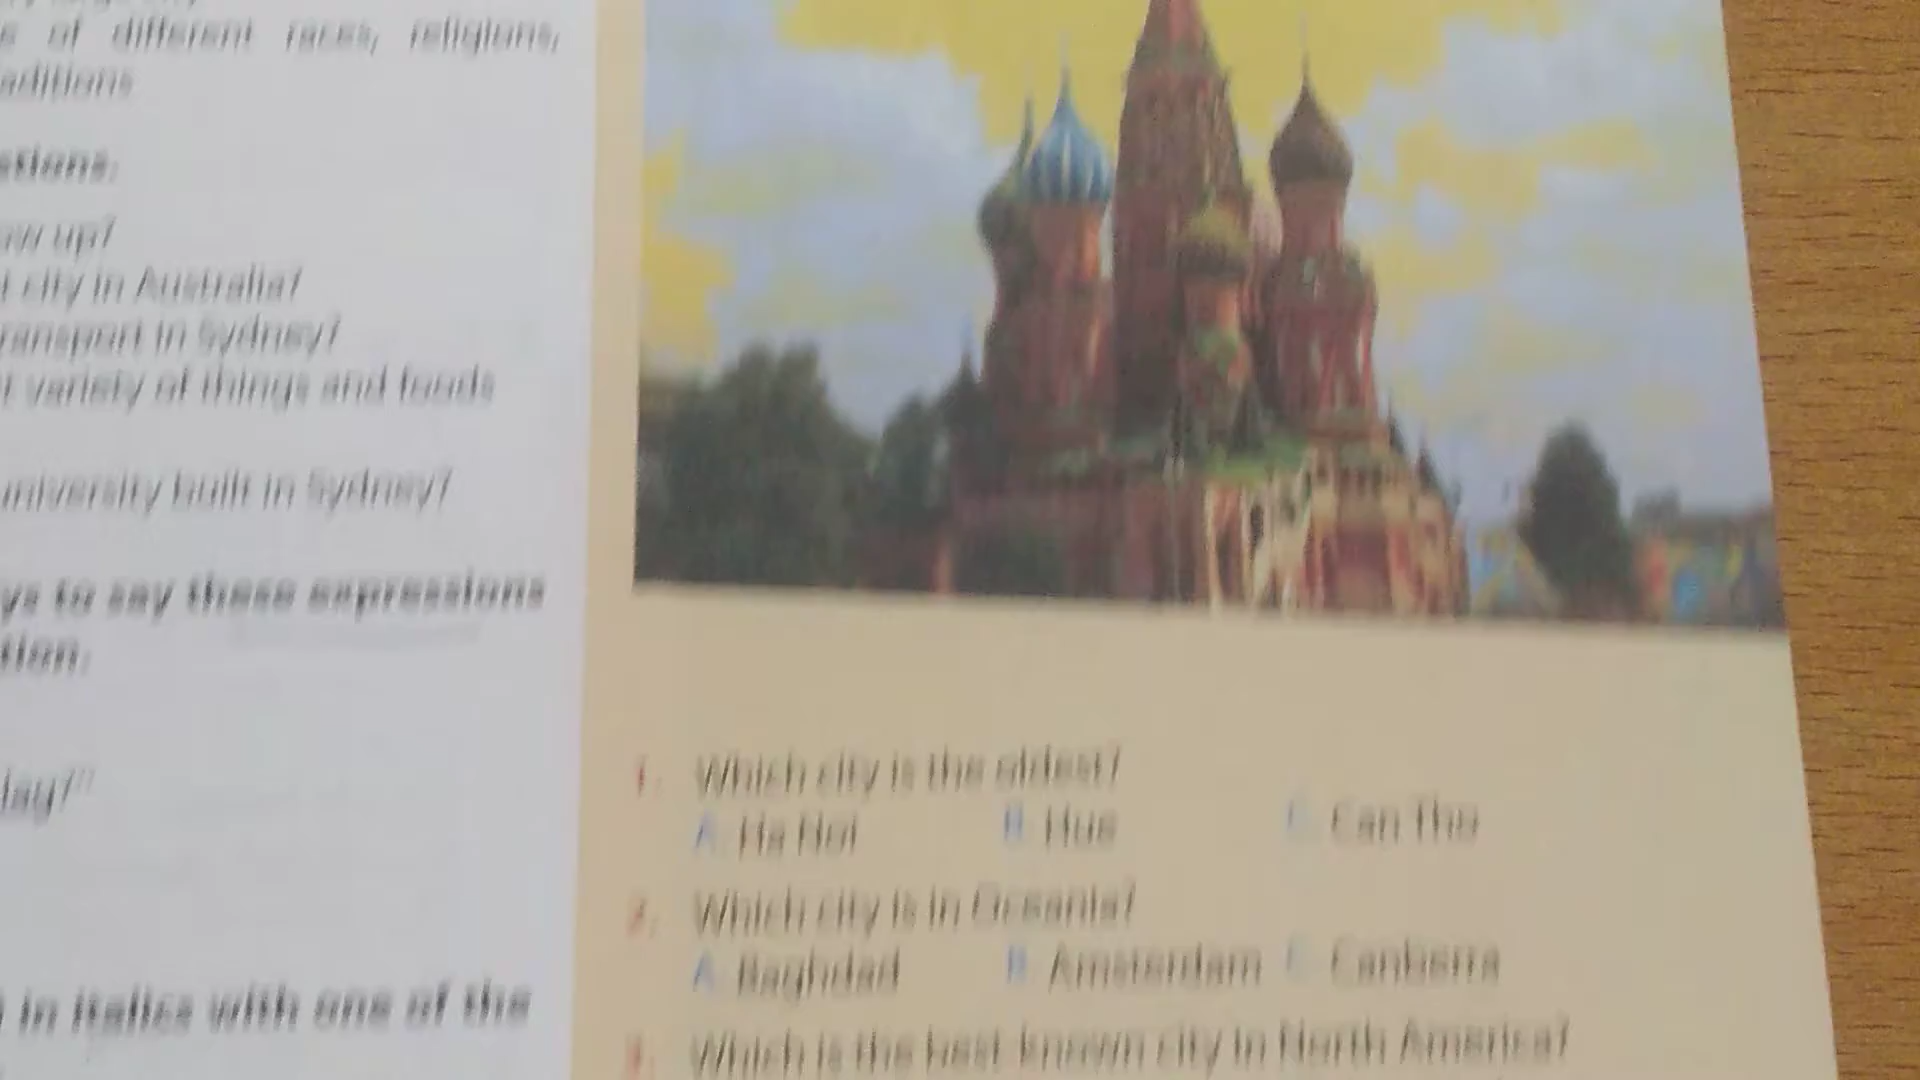 of different races, religions,
aditions
stions.
ow up?
city in Australia?
ransport in Sydney?
variety of things and foods
university built in Sydney?
ys to say these expressions
tion.
lay?"
in italics with one of the
1. Which city is the oldest?
A. Ha Noi B. Hue C. Can Tho
2. Which city is in Oceania?
A. Baghdad B. Amsterdam C. Canberra
3. Which is the best-known city in North America?